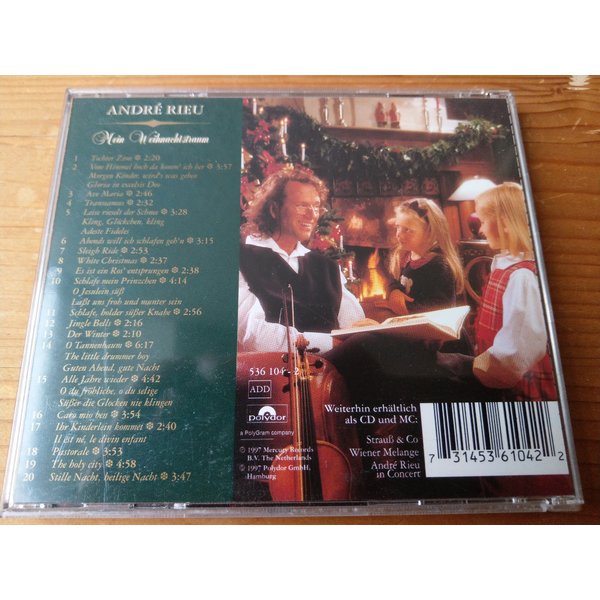 ANDRÉ RIEU
Mein Weihnachtstraum
1 Tochter Zion ❄ 2:20
2 Vom Himmel hoch da komm' ich her ❄ 3:57
Morgen Kinder, wird's was geben
Gloria in excelsis Deo
3 Ave Maria ❄ 2:46
4 Transeamus ❄ 2:32
5 Leise rieselt der Schnee ❄ 3:28
Kling, Glöckchen, kling
Adeste Fideles
6 Abends will ich schlafen geh'n ❄ 3:15
7 Sleigh Ride ❄ 2:53
8 White Christmas ❄ 2:37
9 Es ist ein Ros' entsprungen ❄ 2:38
10 Schlafe mein Prinzchen ❄ 4:14
O Jesulein süß
Laßt uns froh und munter sein
11 Schlafe, holder süßer Knabe ❄ 2:56
12 Jingle Bells ❄ 2:16
13 Der Winter ❄ 2:10
14 O Tannenbaum ❄ 6:17
The little drummer boy
Guten Abend, gute Nacht
15 Alle Jahre wieder ❄ 4:42
O du fröhliche, o du selige
Süßer die Glocken nie klingen
16 Caro mio ben ❄ 3:54
17 Ihr Kinderlein kommet ❄ 2:40
Il est né, le divin enfant
18 Pastorale ❄ 3:53
19 The holy city ❄ 4:58
20 Stille Nacht, heilige Nacht ❄ 3:47
536 104 - 2
ADD
Polydor
a PolyGram company
℗ 1997 Mercury Records
B.V. The Netherlands
© 1997 Polydor GmbH,
Hamburg
Weiterhin erhältlich
als CD und MC:
Strauß & Co
Wiener Melange
André Rieu
in Concert
7 31453 61042 2